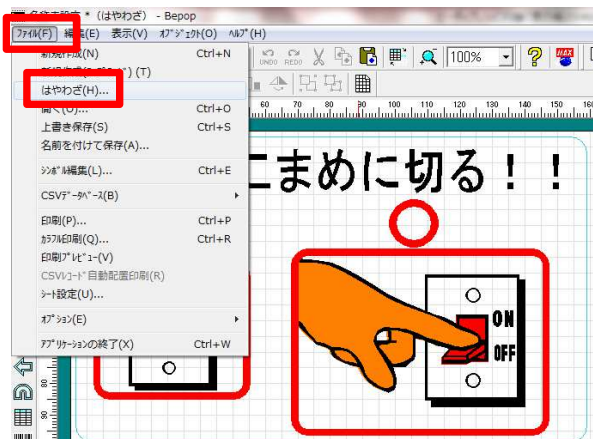 (はやわざ) - Bepop
ファイル(F) 編集(E) 表示(V) オブジェクト(O) ヘルプ(H)
新規作成(N) Ctrl+N
(T)
はやわざ(H)...
開く(O)... Ctrl+O
上書き保存(S) Ctrl+S
名前を付けて保存(A)...
シンボル編集(L)... Ctrl+E
CSVデータベース(B)
印刷(P)... Ctrl+P
カラフル印刷(Q)... Ctrl+R
印刷プレビュー(V)
CSVレコード自動配置印刷(R)
シート設定(U)...
オプション(E)
アプリケーションの終了(X) Ctrl+W
UNDO REDO 100% MAX
60 70 80 90 100 110 120 130 140 150 160
こまめに切る！！
ON
OFF